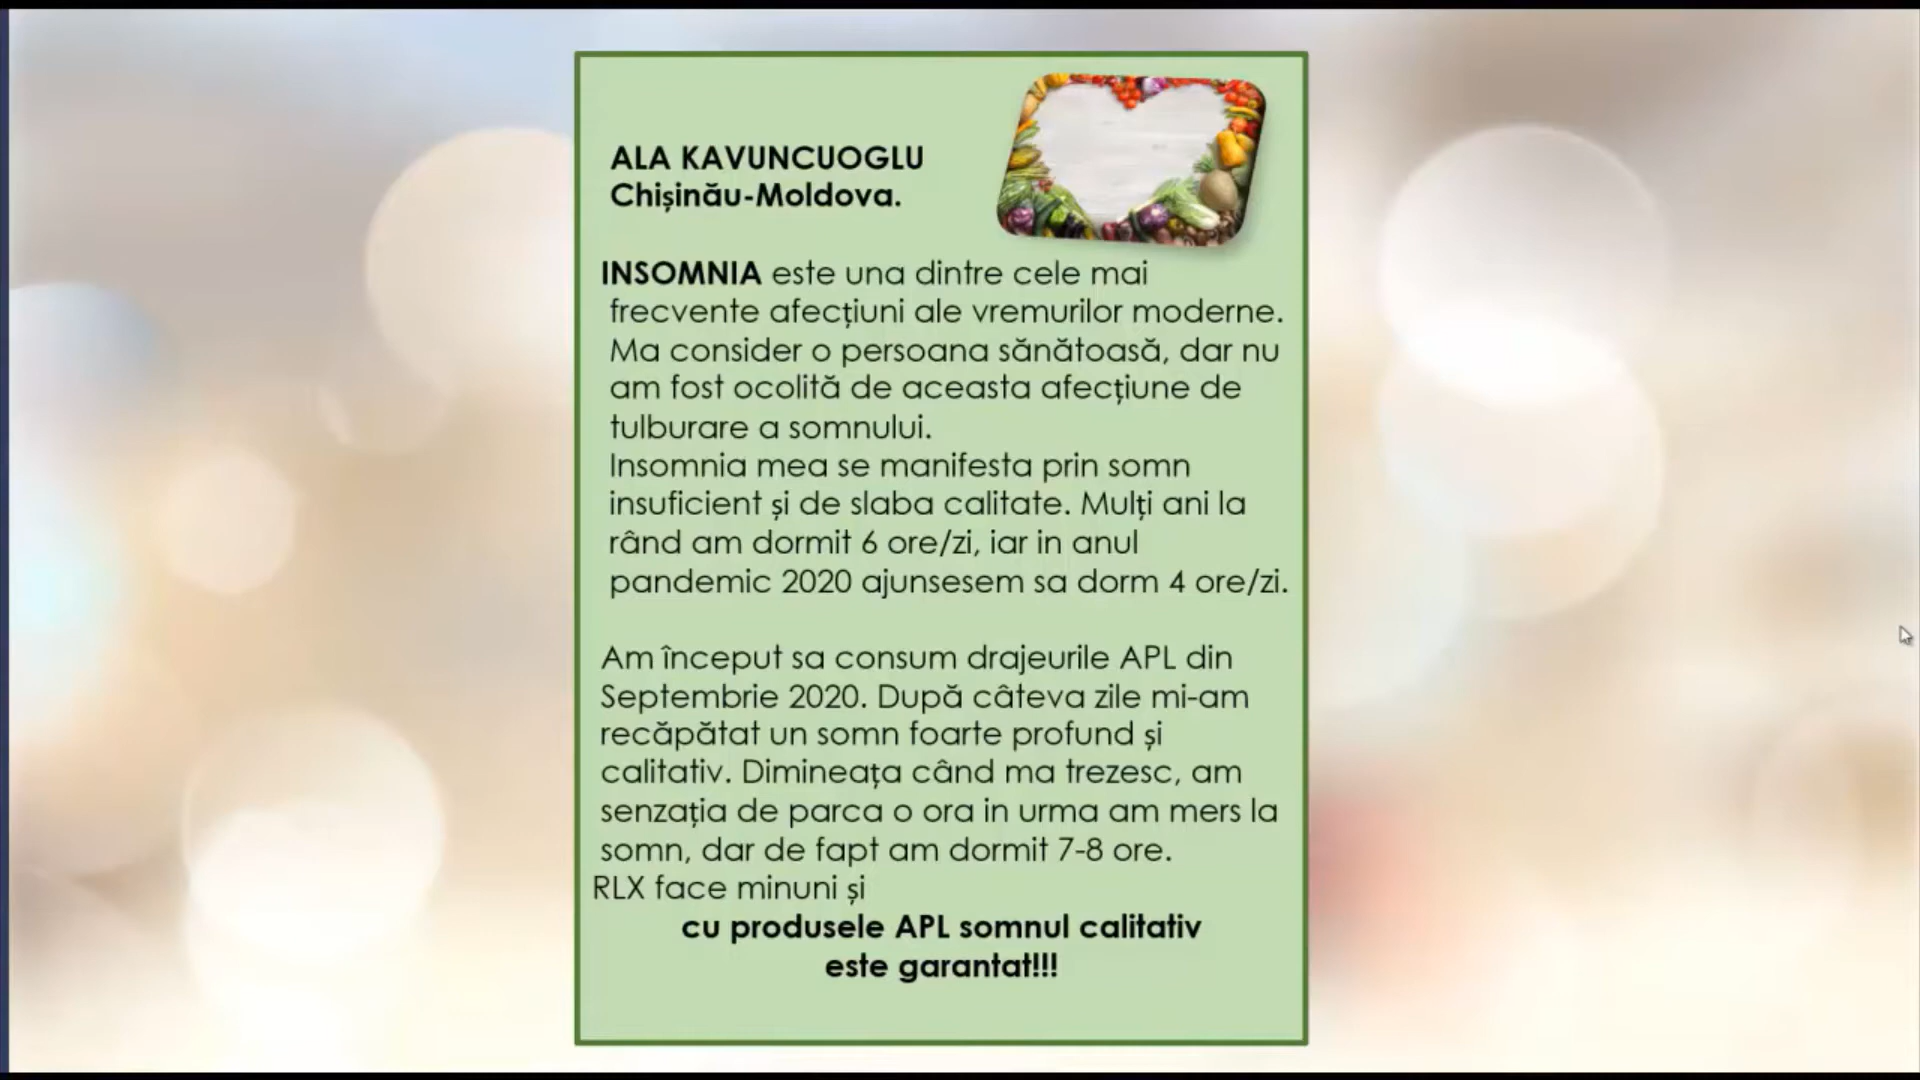 ALA KAVUNCUOGLU
Chișinău-Moldova.
INSOMNIA este una dintre cele mai
frecvente afecțiuni ale vremurilor moderne.
Ma consider o persoana sănătoasă, dar nu
am fost ocolită de aceasta afecțiune de
tulburare a somnului.
Insomnia mea se manifesta prin somn
insuficient și de slaba calitate. Mulți ani la
rând am dormit 6 ore/zi, iar in anul
pandemic 2020 ajunsesem sa dorm 4 ore/zi.
Am început sa consum drajeurile APL din
Septembrie 2020. După câteva zile mi-am
recăpătat un somn foarte profund și
calitativ. Dimineața când ma trezesc, am
senzația de parca o ora in urma am mers la
somn, dar de fapt am dormit 7-8 ore.
RLX face minuni și
cu produsele APL somnul calitativ
este garantat!!!